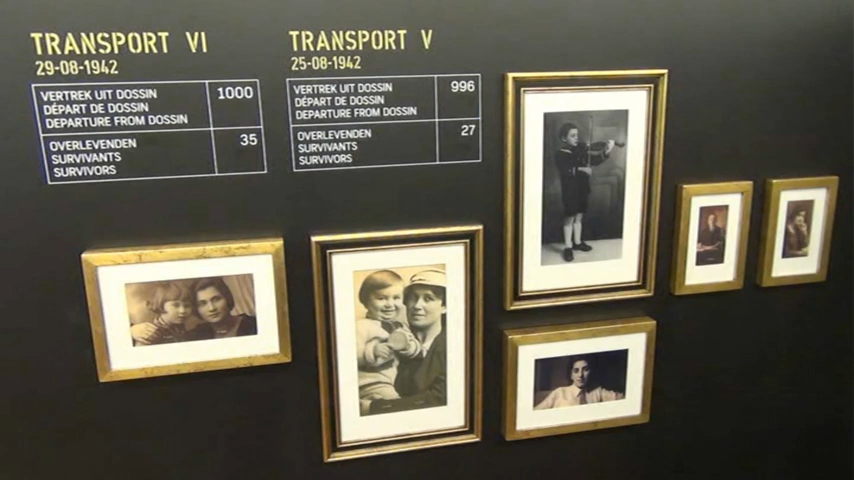 TRANSPORT VI
29-08-1942
VERTREK UIT DOSSIN
DÉPART DE DOSSIN
DEPARTURE FROM DOSSIN
1000
OVERLEVENDEN
SURVIVANTS
SURVIVORS
35
TRANSPORT V
25-08-1942
VERTREK UIT DOSSIN
DÉPART DE DOSSIN
DEPARTURE FROM DOSSIN
996
OVERLEVENDEN
SURVIVANTS
SURVIVORS
27